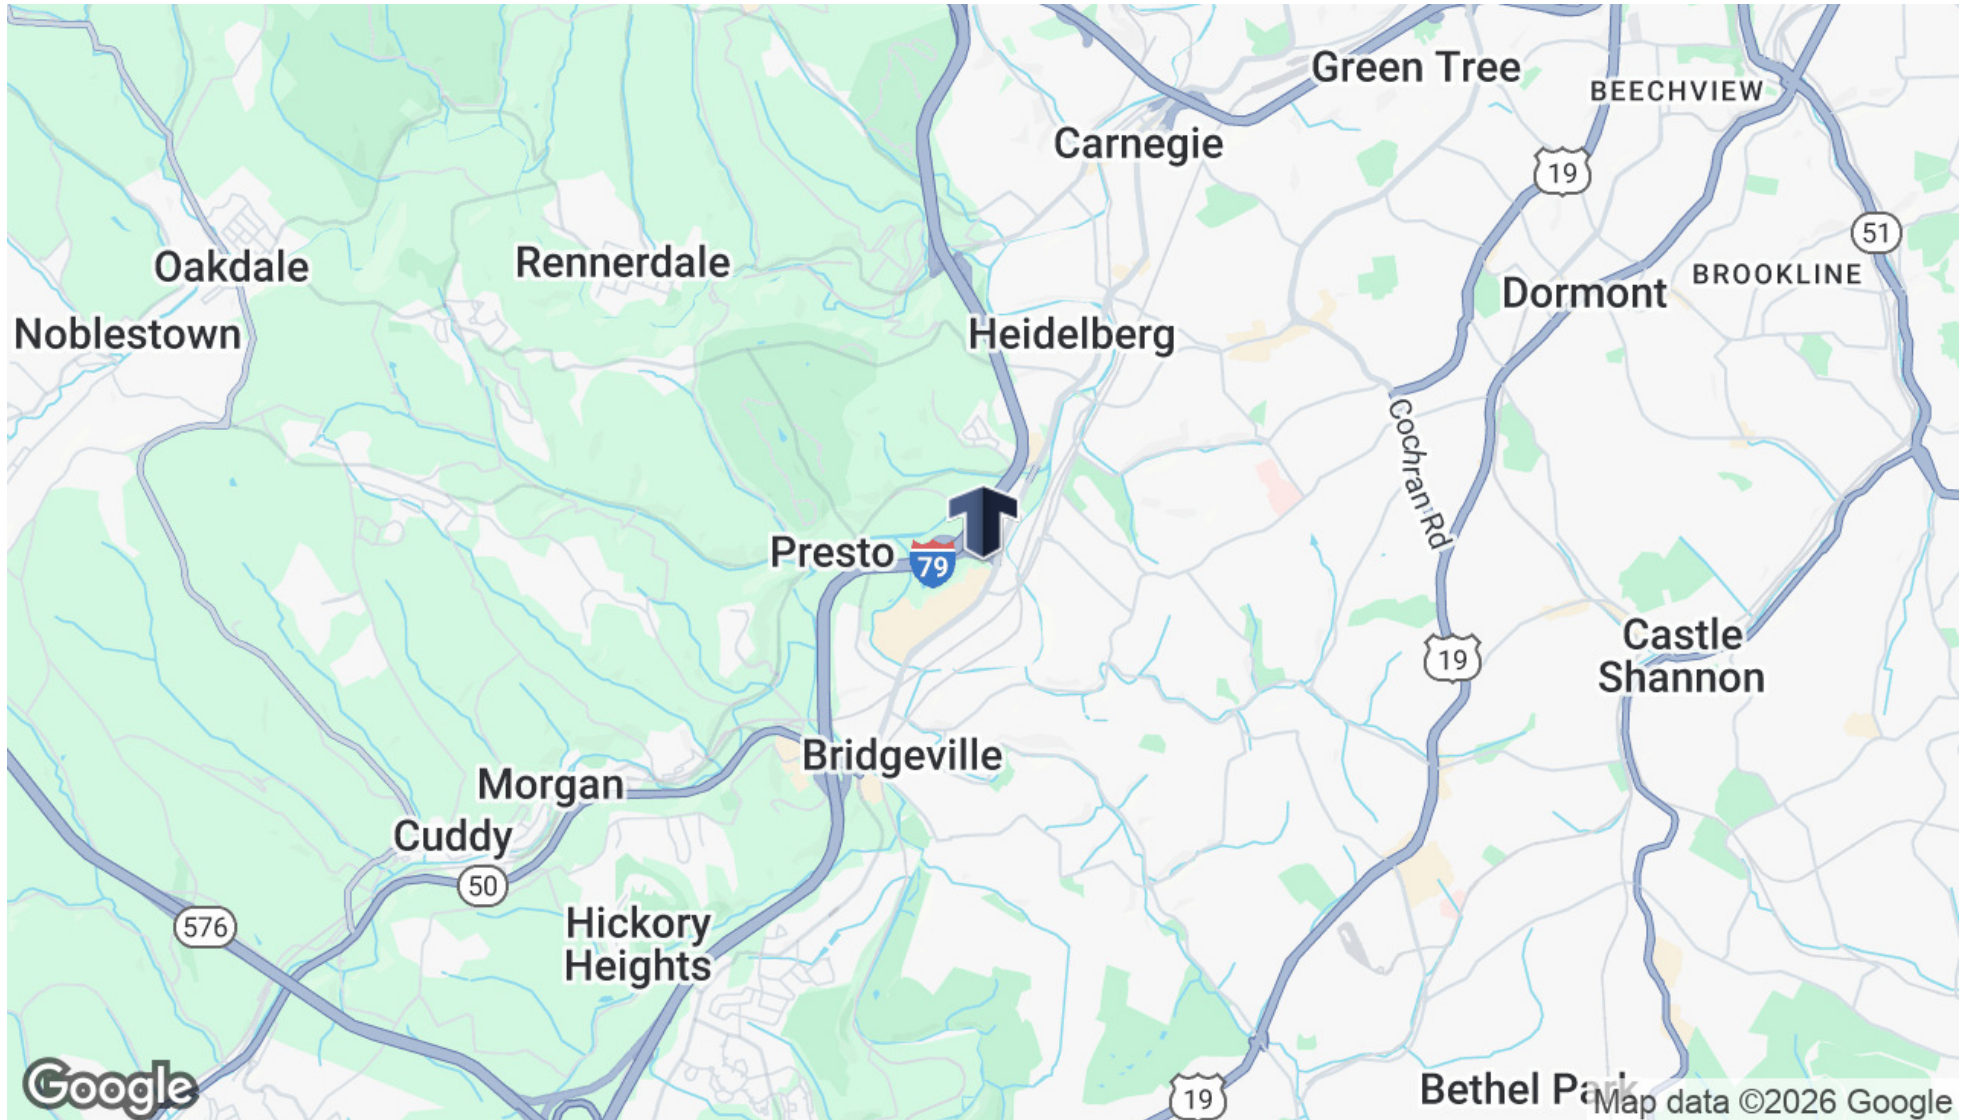 Green Tree
BEECHVIEW
Carnegie
19
51
Oakdale
Rennerdale
BROOKLINE
Dormont
Noblestown
Heidelberg
Cochran Rd
Presto
79
Castle
Shannon
19
Bridgeville
Morgan
Cuddy
50
576
Hickory
Heights
Google
Bethel Park
19
Map data ©2026 Google